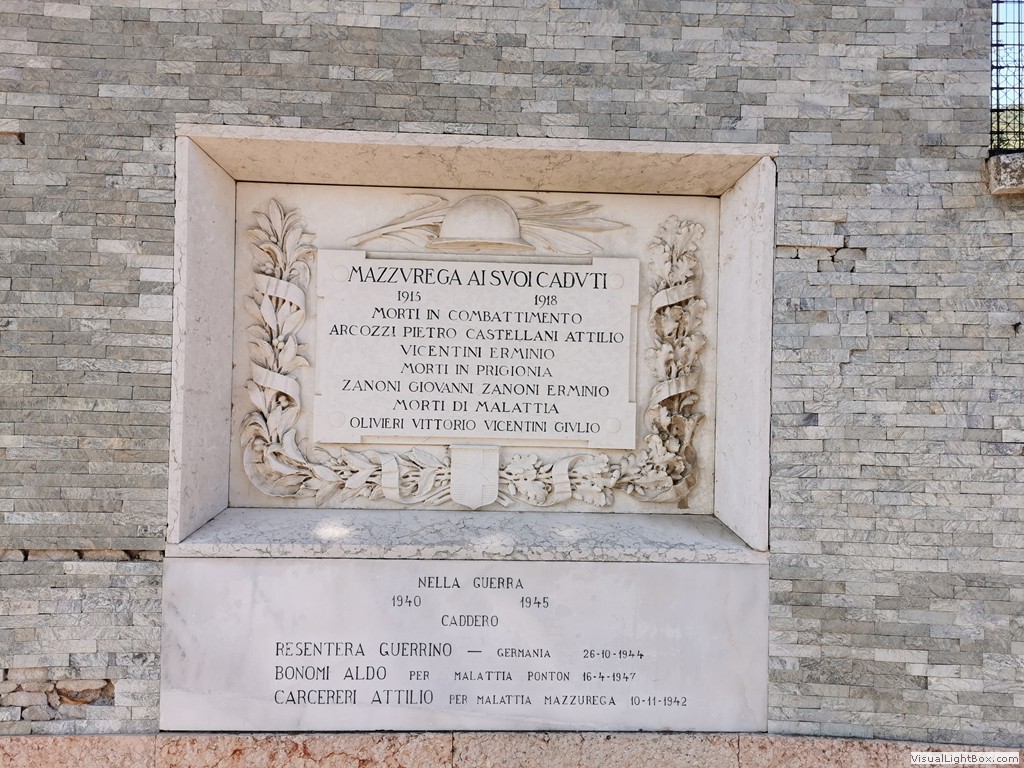 MAZZVREGA AI SVOI CADVTI
1915 1918
MORTI IN COMBATTIMENTO
ARCOZZI PIETRO CASTELLANI ATTILIO
VICENTINI ERMINIO
MORTI IN PRIGIONIA
ZANONI GIOVANNI ZANONI ERMINIO
MORTI DI MALATTIA
OLIVIERI VITTORIO VICENTINI GIVLIO
NELLA GUERRA
1940 1945
CADDERO
RESENTERA GUERRINO — GERMANIA 26-10-1944
BONOMI ALDO PER MALATTIA PONTON 16-4-1947
CARCERERI ATTILIO PER MALATTIA MAZZUREGA 10-11-1942
VisualLightBox.com